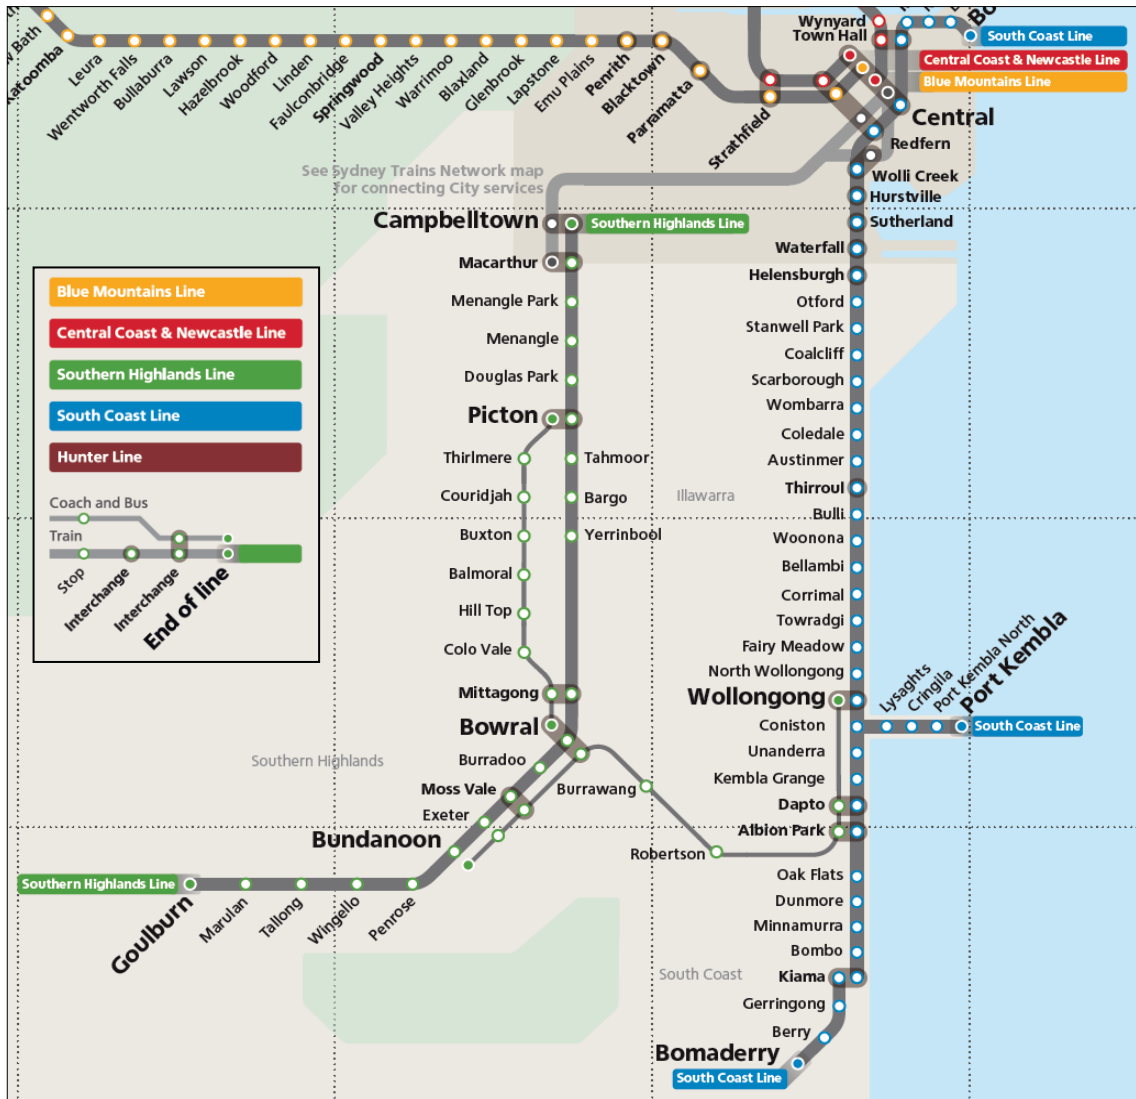 Wynyard
Town Hall
South Coast Line
Central Coast & Newcastle Line
Blue Mountains Line
Central
Redfern
Wolli Creek
Hurstville
Sutherland
Katoomba
Leura
Wentworth Falls
Bullaburra
Lawson
Hazelbrook
Woodford
Linden
Faulconbridge
Springwood
Valley Heights
Warrimoo
Blaxland
Glenbrook
Lapstone
Emu Plains
Penrith
Blacktown
Parramatta
Strathfield
See Sydney Trains Network map
for connecting City services
Campbelltown
Southern Highlands Line
Macarthur
Menangle Park
Menangle
Douglas Park
Picton
Thirlmere
Tahmoor
Couridjah
Bargo
Buxton
Yerrinbool
Balmoral
Hill Top
Colo Vale
Mittagong
Bowral
Burradoo
Moss Vale
Exeter
Bundanoon
Burrawang
Robertson
Southern Highlands
Southern Highlands Line
Goulburn
Marulan
Tallong
Wingello
Penrose
Waterfall
Helensburgh
Otford
Stanwell Park
Coalcliff
Scarborough
Wombarra
Coledale
Austinmer
Thirroul
Illawarra
Bulli
Woonona
Bellambi
Corrimal
Towradgi
Fairy Meadow
North Wollongong
Wollongong
Coniston
Lysaghts
Cringila
Port Kembla North
Port Kembla
South Coast Line
Unanderra
Kembla Grange
Dapto
Albion Park
Oak Flats
Dunmore
Minnamurra
Bombo
South Coast
Kiama
Gerringong
Berry
Bomaderry
South Coast Line
Blue Mountains Line
Central Coast & Newcastle Line
Southern Highlands Line
South Coast Line
Hunter Line
Coach and Bus
Train
Stop
Interchange
Interchange
End of line